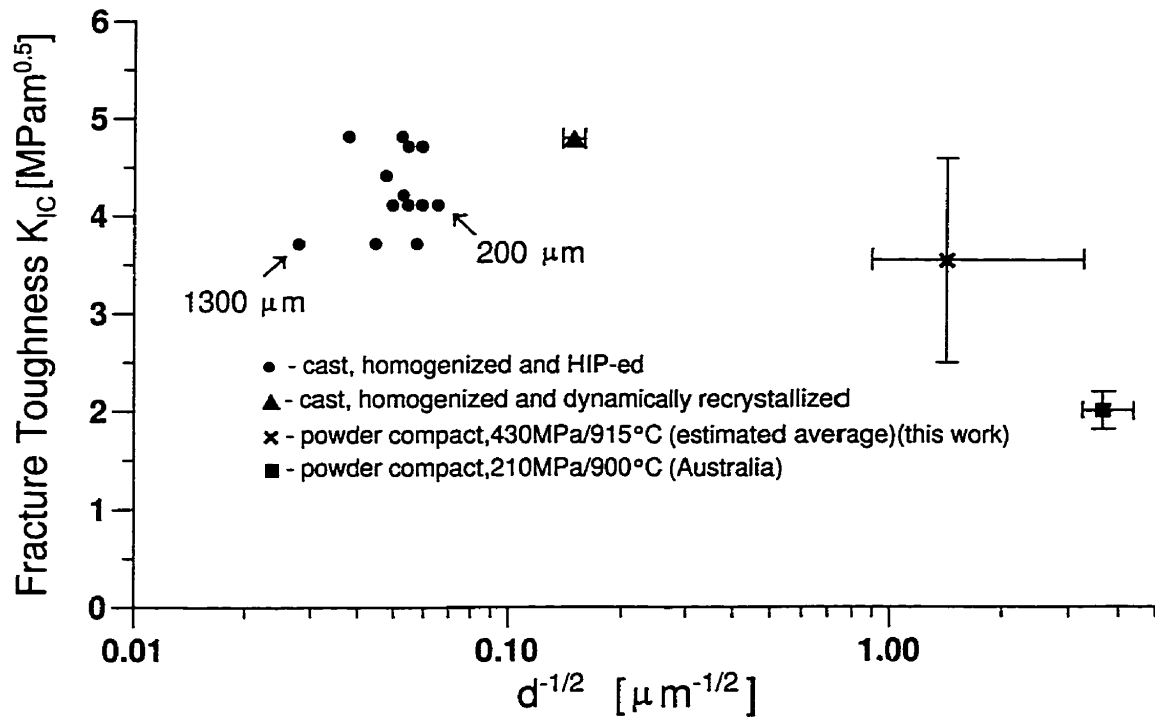 Fracture Toughness K_IC [MPam^0.5]
6
5
4
3
2
1
0
200 μm
1300 μm
● - cast, homogenized and HIP-ed
▲ - cast, homogenized and dynamically recrystallized
× - powder compact,430MPa/915°C (estimated average)(this work)
■ - powder compact,210MPa/900°C (Australia)
0.01 0.10 1.00
d^-1/2 [μm^-1/2]